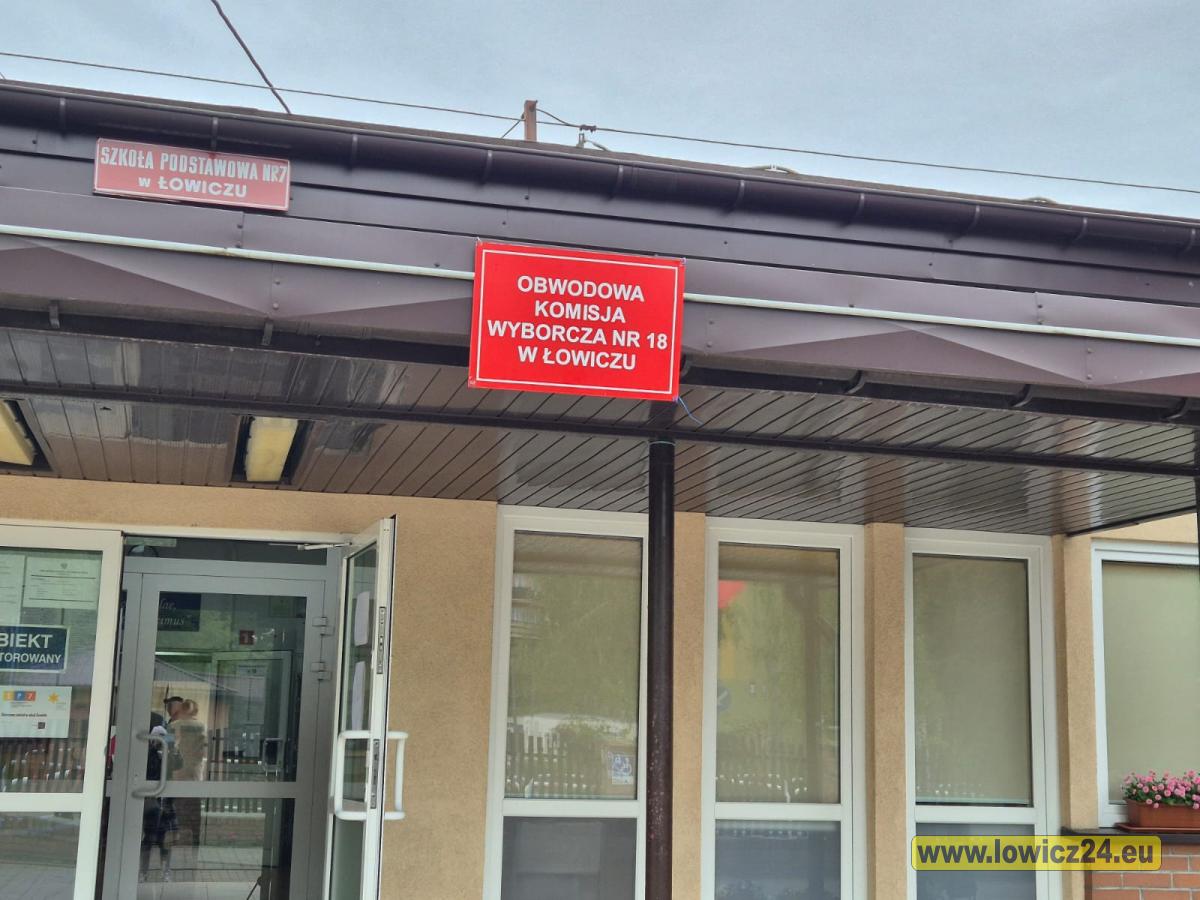 SZKOŁA PODSTAWOWA NR7
W ŁOWICZU
OBWODOWA
KOMISJA
WYBORCZA NR 18
W ŁOWICZU
BIEKT
TOROWANY
www.lowicz24.eu